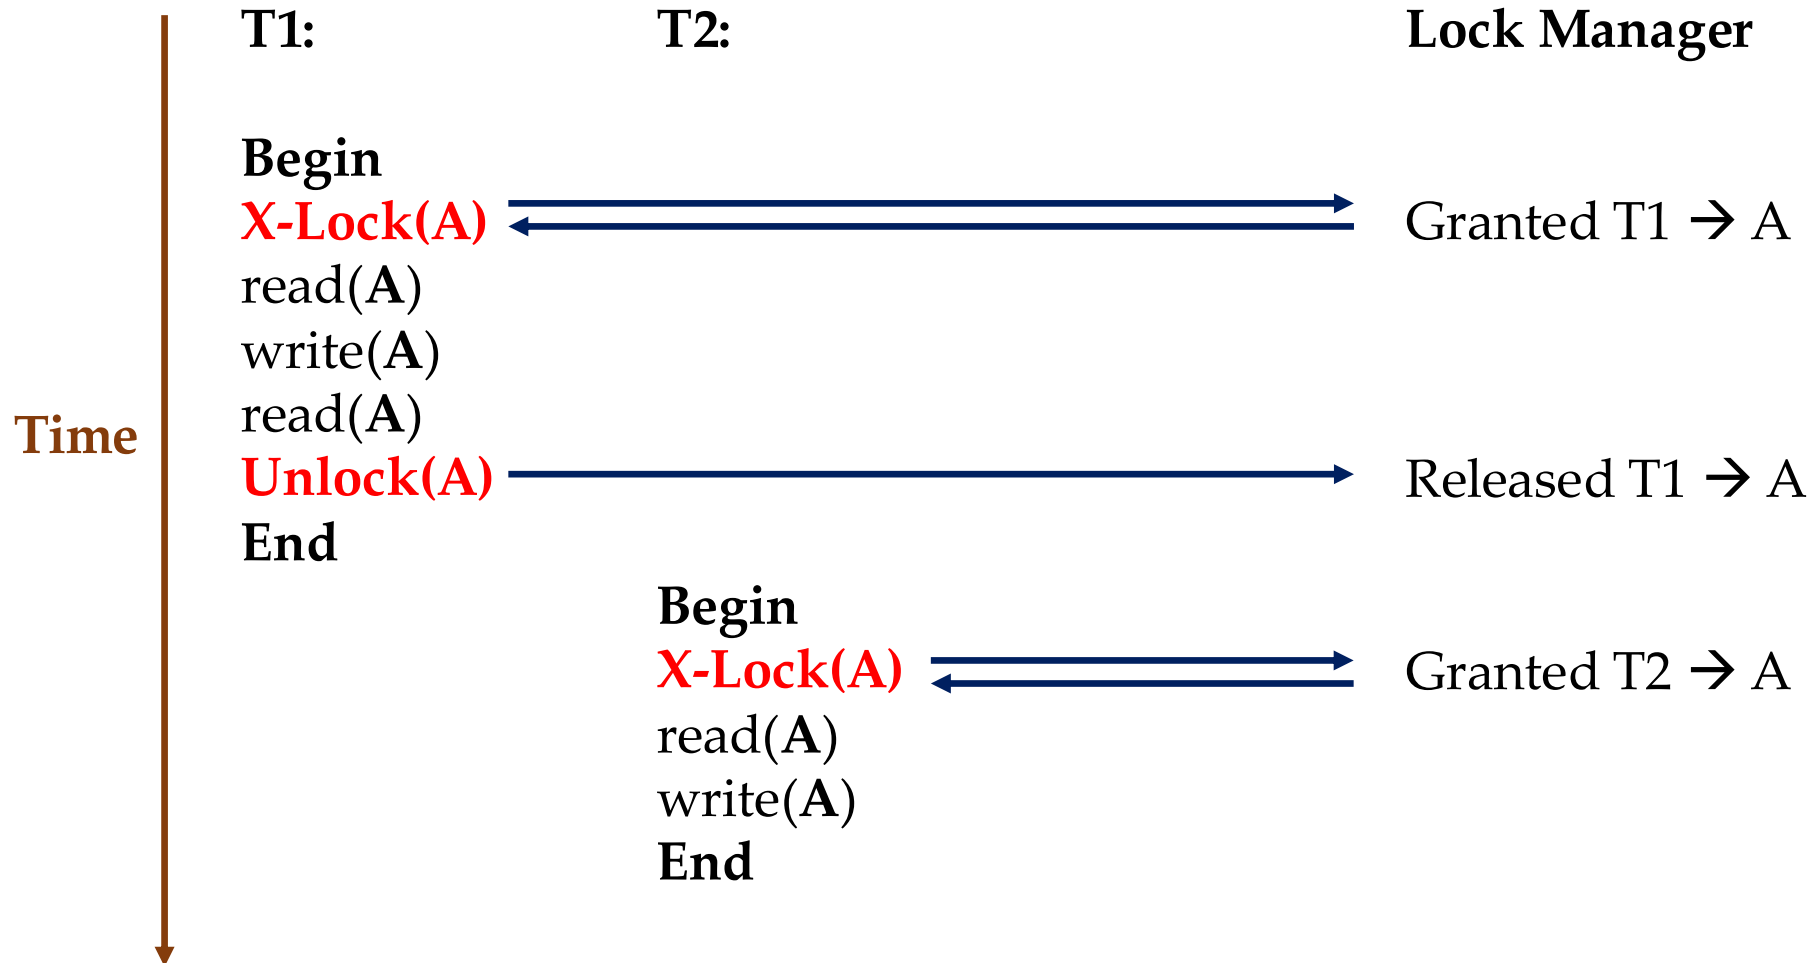 T1: T2: Lock Manager
Begin
X-Lock(A) Granted T1 → A
read(A)
write(A)
read(A)
Time
Unlock(A) Released T1 → A
End
Begin
X-Lock(A) Granted T2 → A
read(A)
write(A)
End